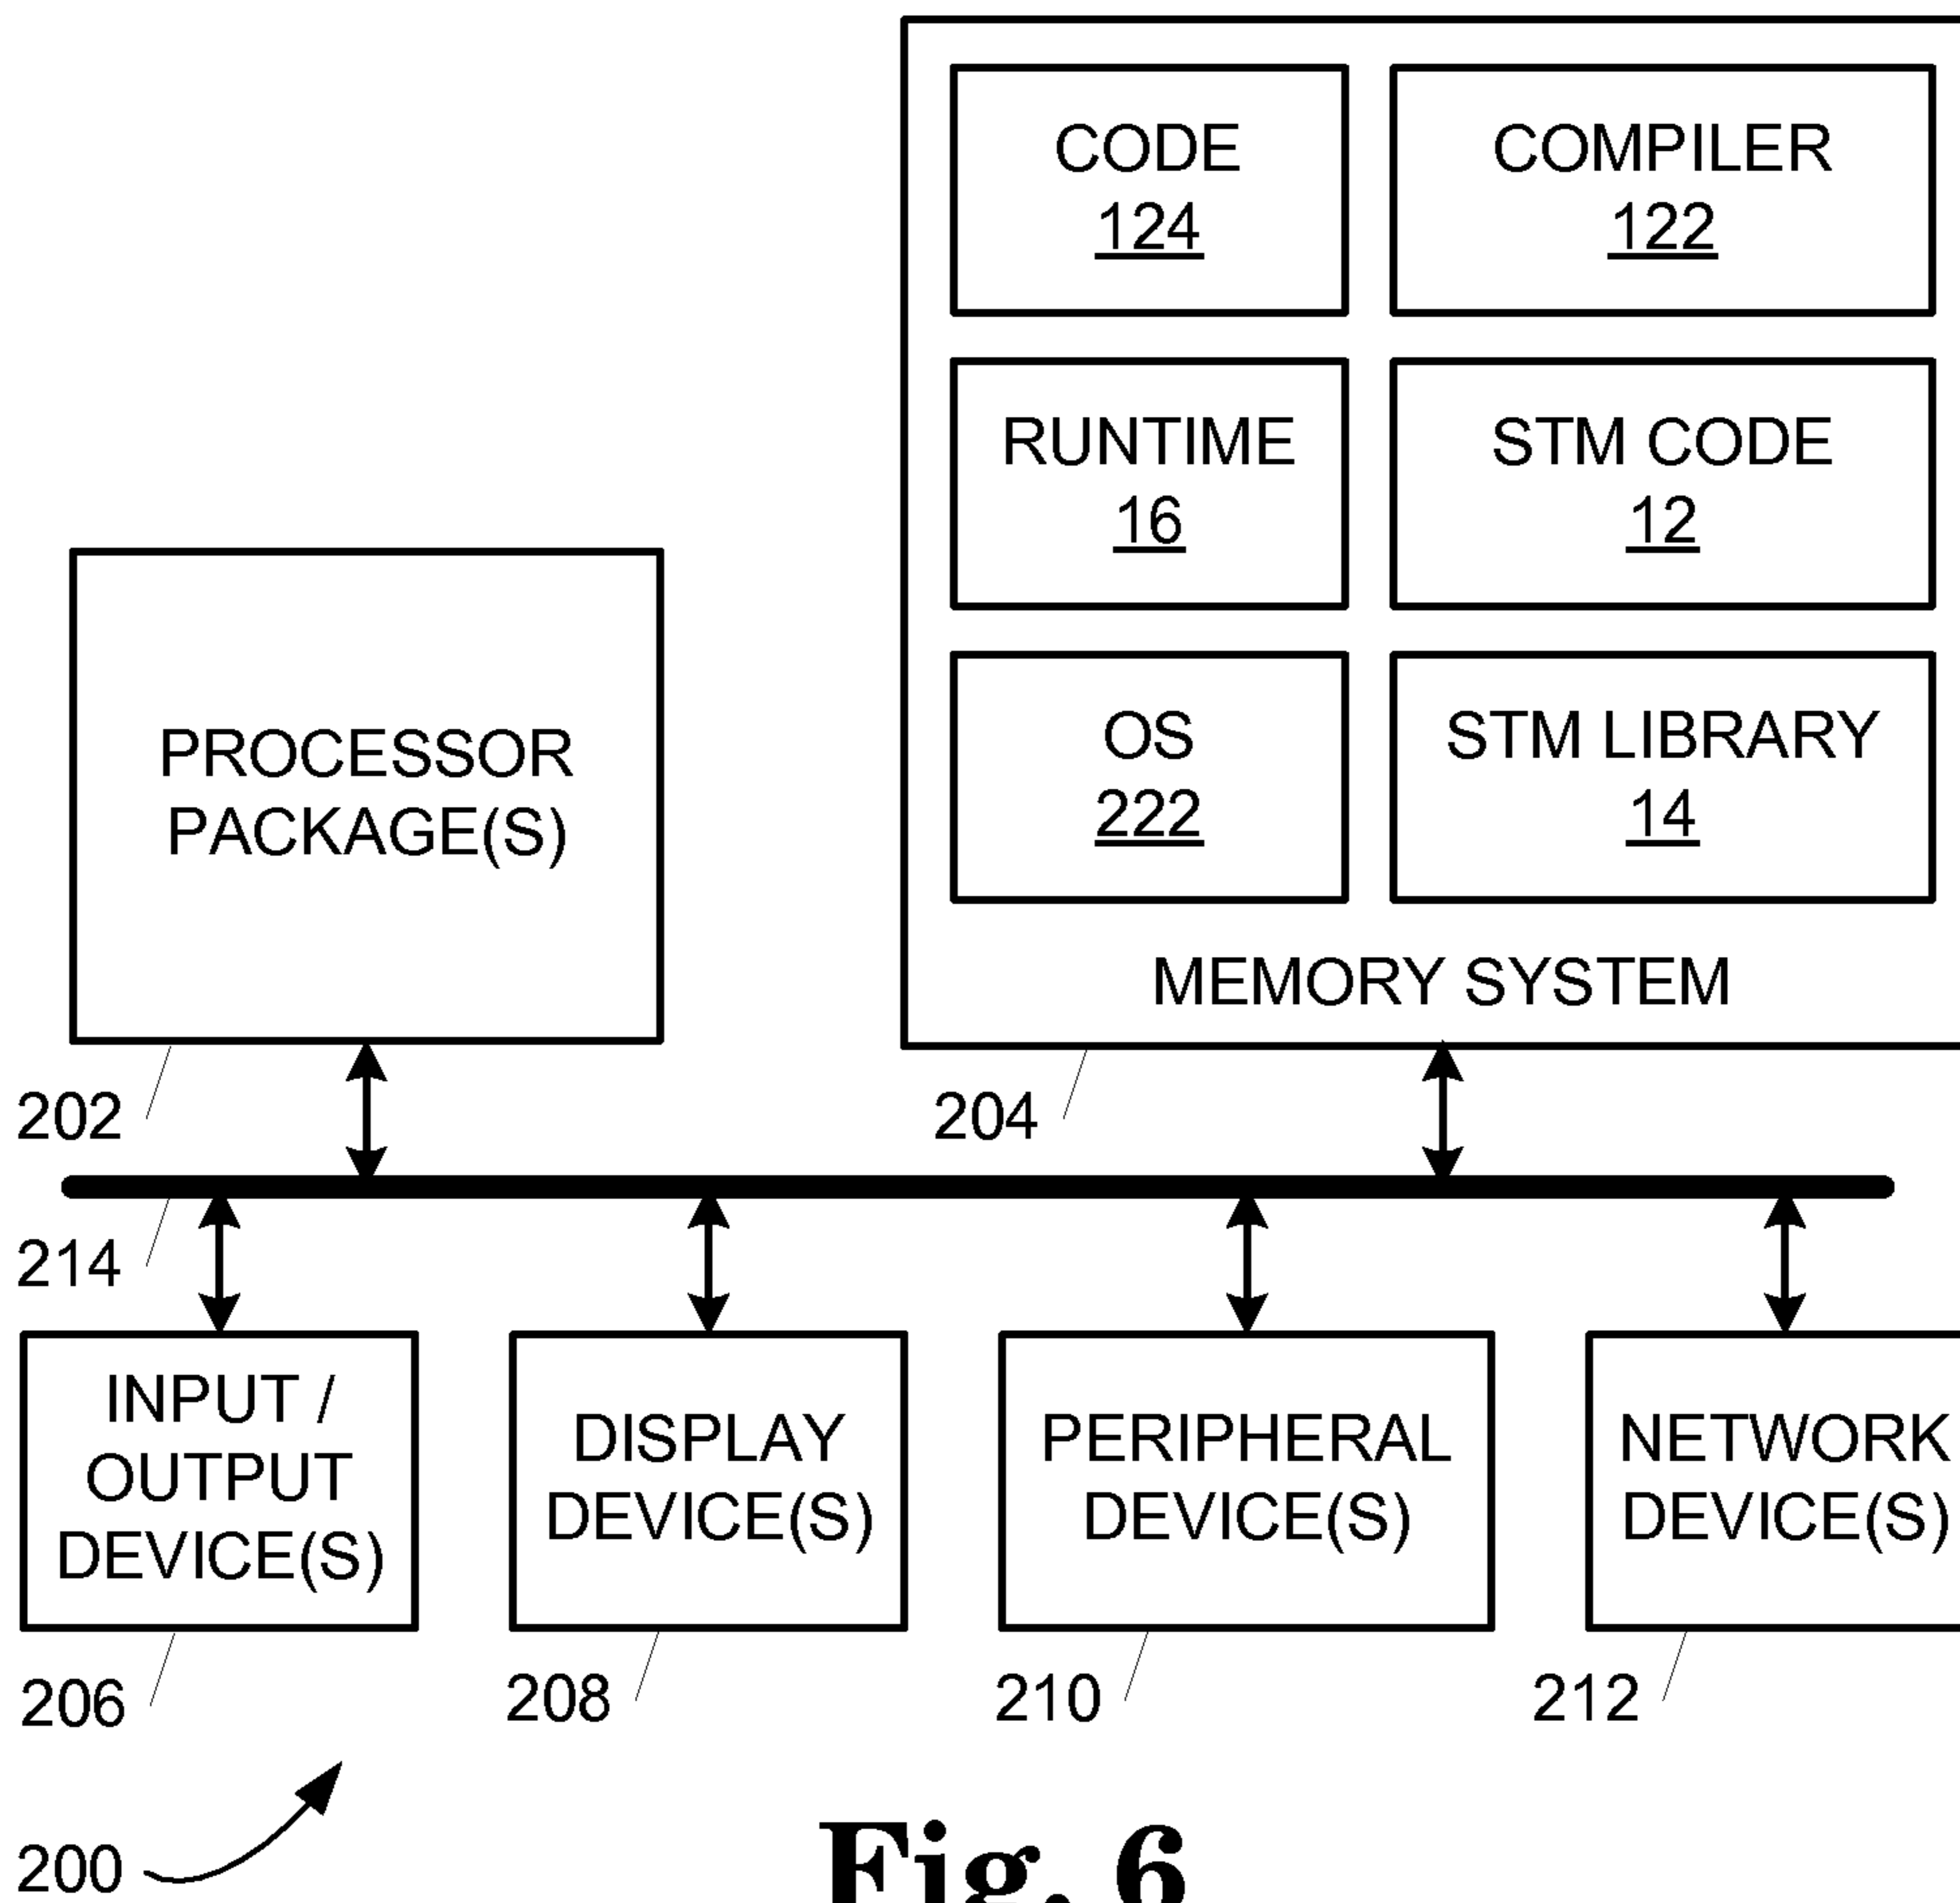 CODE
124
COMPILER
122
RUNTIME
16
STM CODE
12
OS
222
STM LIBRARY
14
MEMORY SYSTEM
PROCESSOR
PACKAGE(S)
202
204
214
INPUT /
OUTPUT
DEVICE(S)
DISPLAY
DEVICE(S)
PERIPHERAL
DEVICE(S)
NETWORK
DEVICE(S)
206
208
210
212
200
Fig. 6